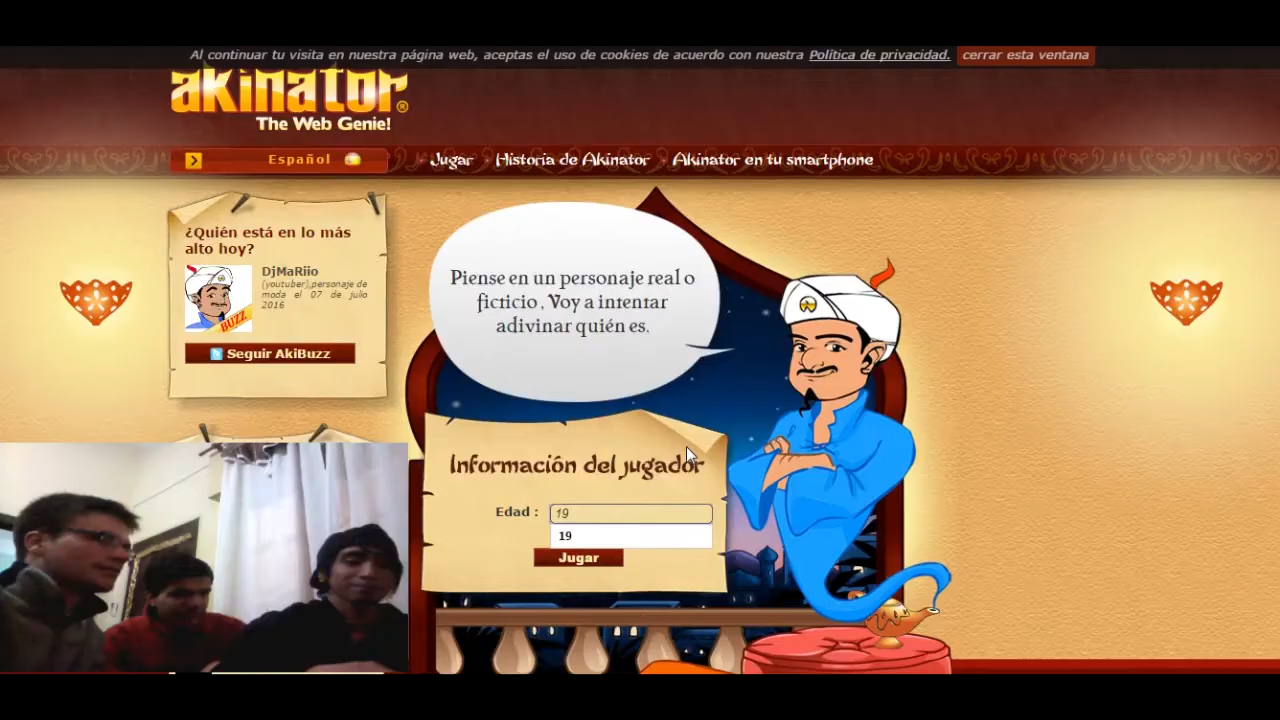 Al continuar tu visita en nuestra página web, aceptas el uso de cookies de acuerdo con nuestra Política de privacidad. cerrar esta ventana
akinator®
The Web Genie!
Español
Jugar
Historia de Akinator
Akinator en tu smartphone
¿Quién está en lo más
alto hoy?
DjMaRiio
(youtuber),personaje de
moda el 07 de julio
2016
BUZZ
Seguir AkiBuzz
Piense en un personaje real o
ficticio , Voy a intentar
adivinar quién es.
Información del jugador
Edad : 19
19
Jugar